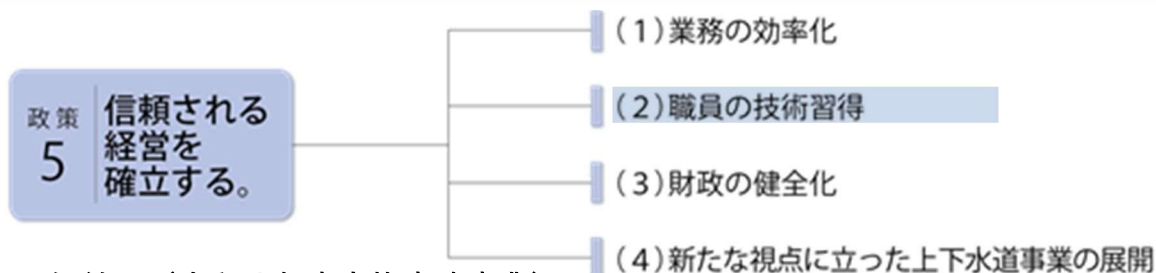 政策
5
信頼される
経営を
確立する。
(1)業務の効率化
(2)職員の技術習得
(3)財政の健全化
(4)新たな視点に立った上下水道事業の展開